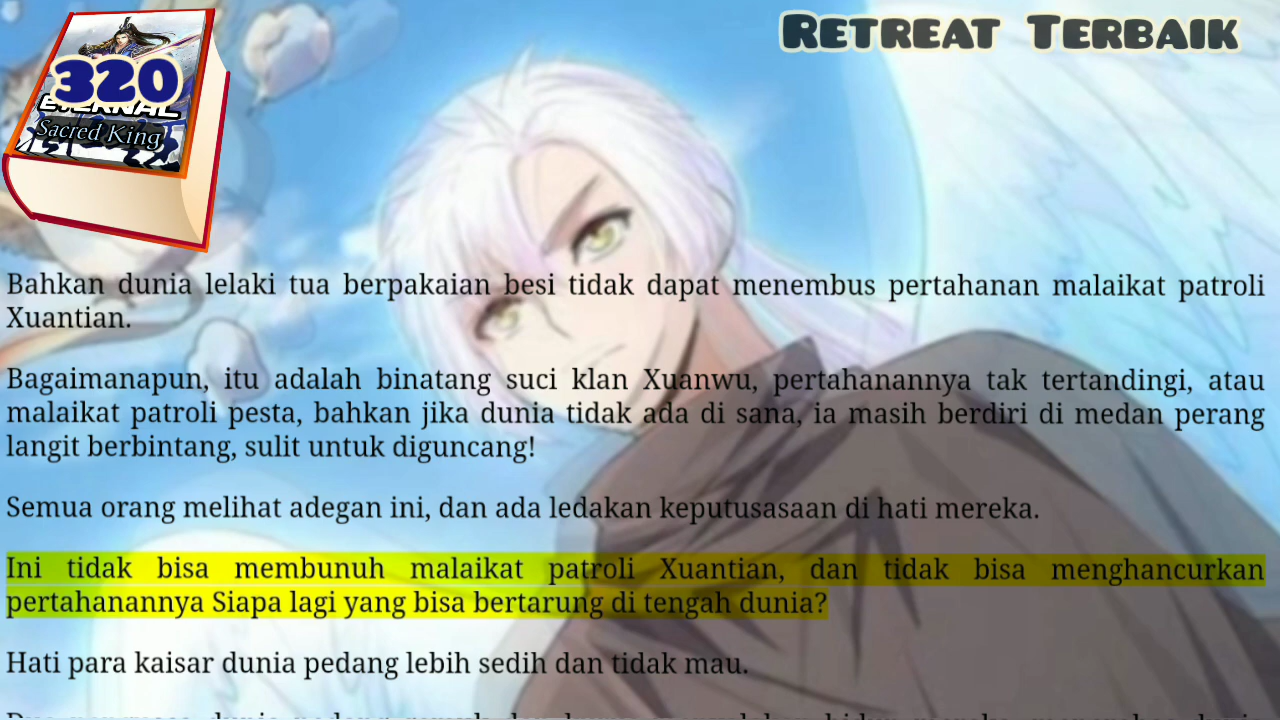 RETREAT TERBAIK
320
ETERNAL
Sacred King
Bahkan dunia lelaki tua berpakaian besi tidak dapat menembus pertahanan malaikat patroli
Xuantian.
Bagaimanapun, itu adalah binatang suci klan Xuanwu, pertahanannya tak tertandingi, atau
malaikat patroli pesta, bahkan jika dunia tidak ada di sana, ia masih berdiri di medan perang
langit berbintang, sulit untuk diguncang!
Semua orang melihat adegan ini, dan ada ledakan keputusasaan di hati mereka.
Ini tidak bisa membunuh malaikat patroli Xuantian, dan tidak bisa menghancurkan
pertahanannya Siapa lagi yang bisa bertarung di tengah dunia?
Hati para kaisar dunia pedang lebih sedih dan tidak mau.